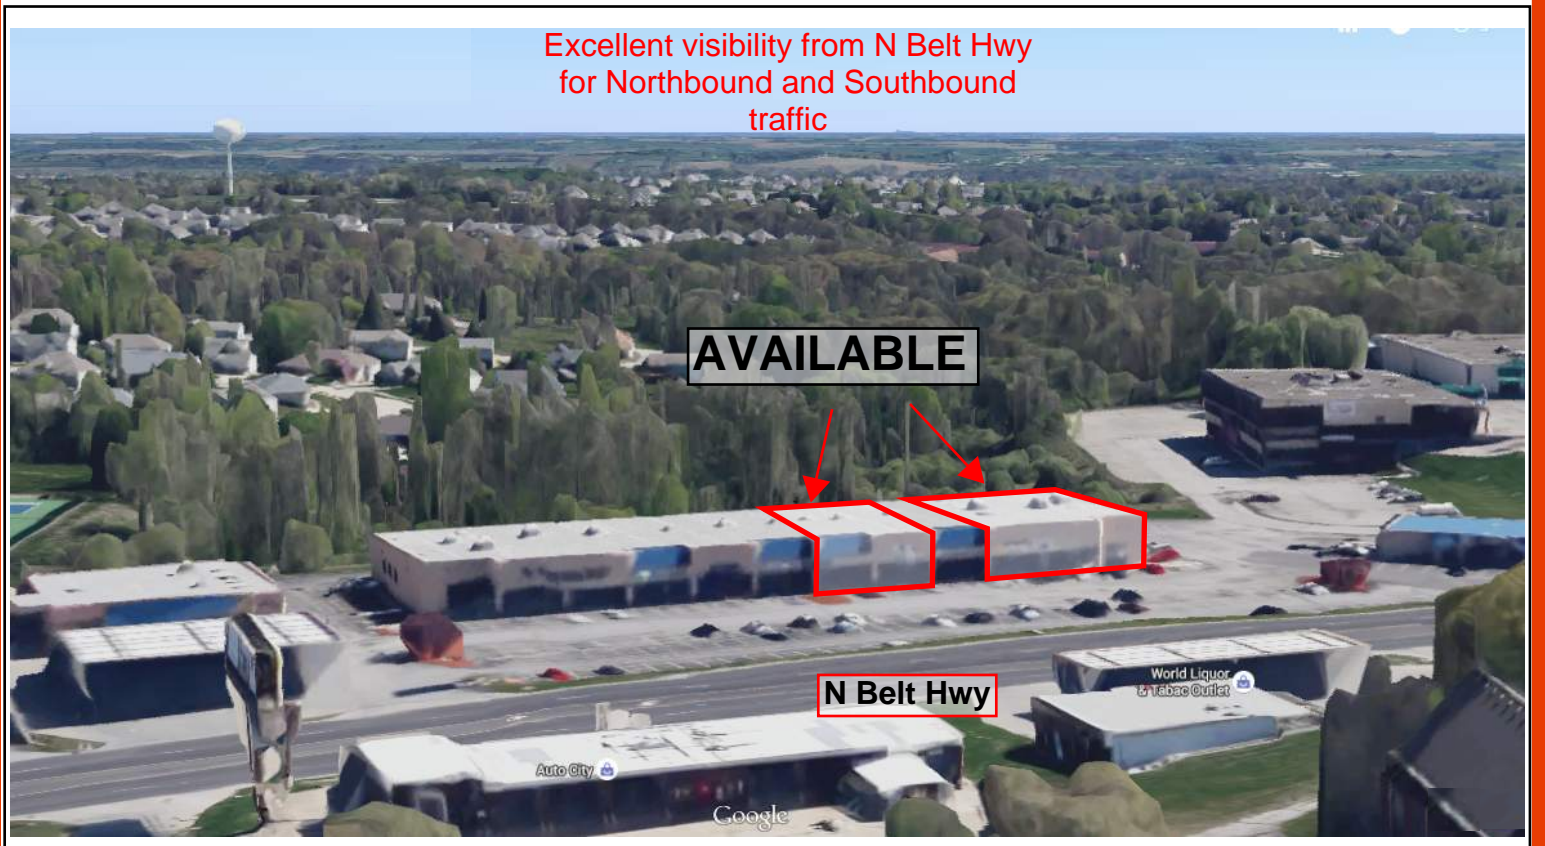 Excellent visibility from N Belt Hwy
for Northbound and Southbound
traffic
AVAILABLE
World Liquor
& Tabac Outlet
N Belt Hwy
Auto City
Google